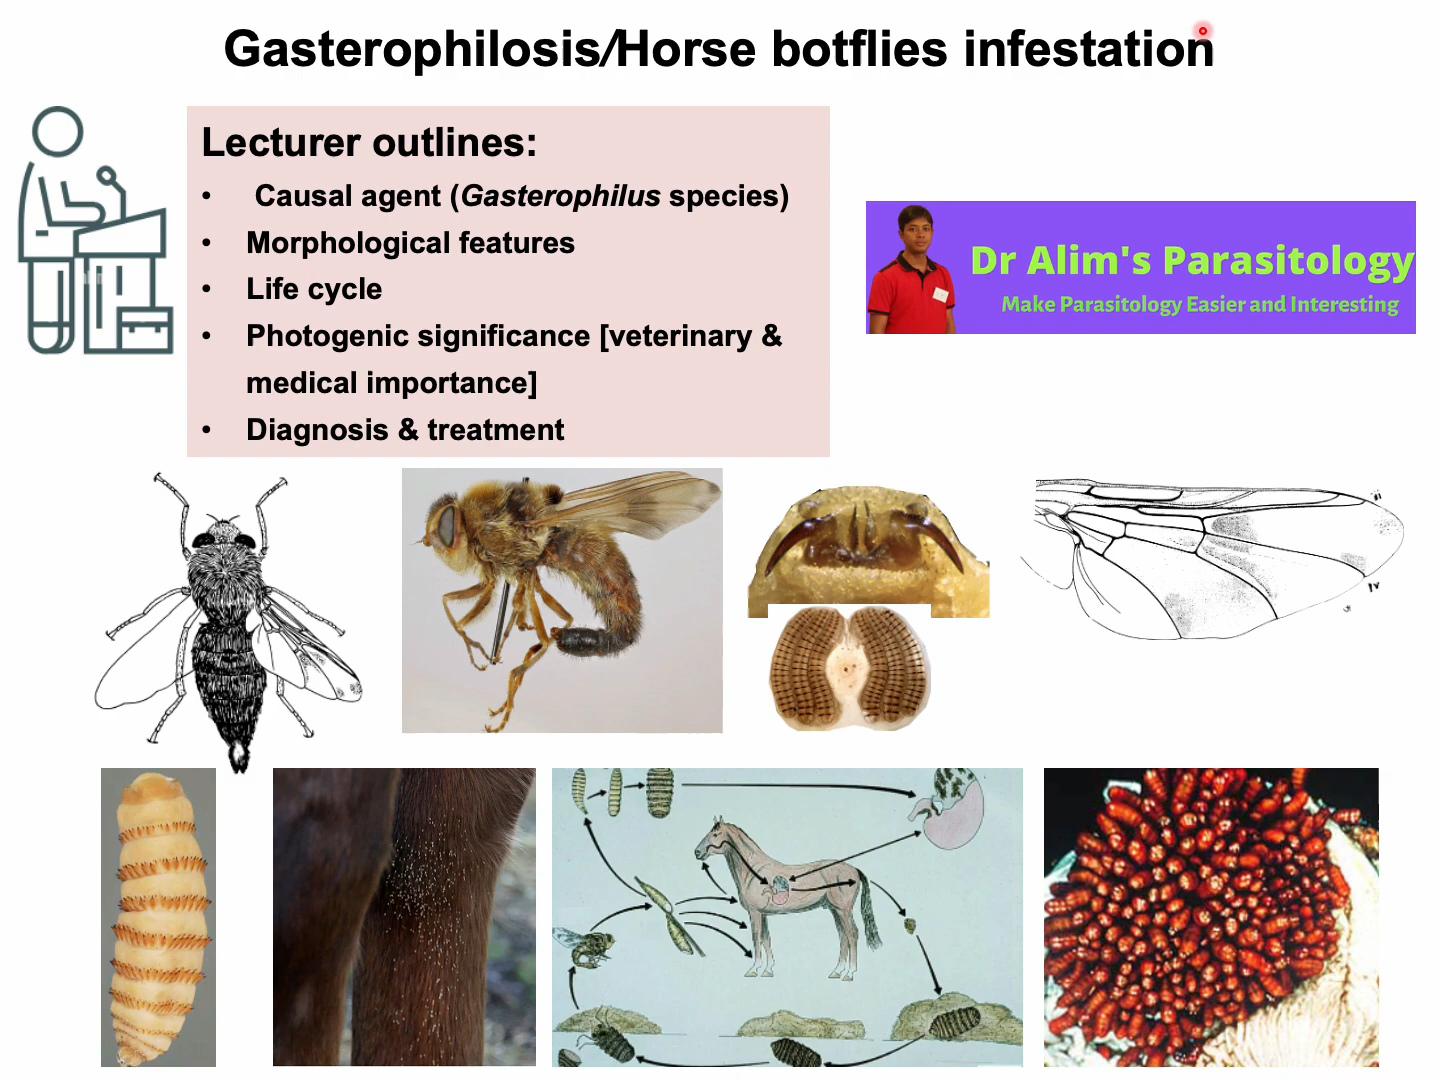 Gasterophilosis/Horse botflies infestation
Lecturer outlines:
• Causal agent (Gasterophilus species)
• Morphological features
• Life cycle
• Photogenic significance [veterinary &
medical importance]
• Diagnosis & treatment
Dr Alim's Parasitology
Make Parasitology Easier and Interesting